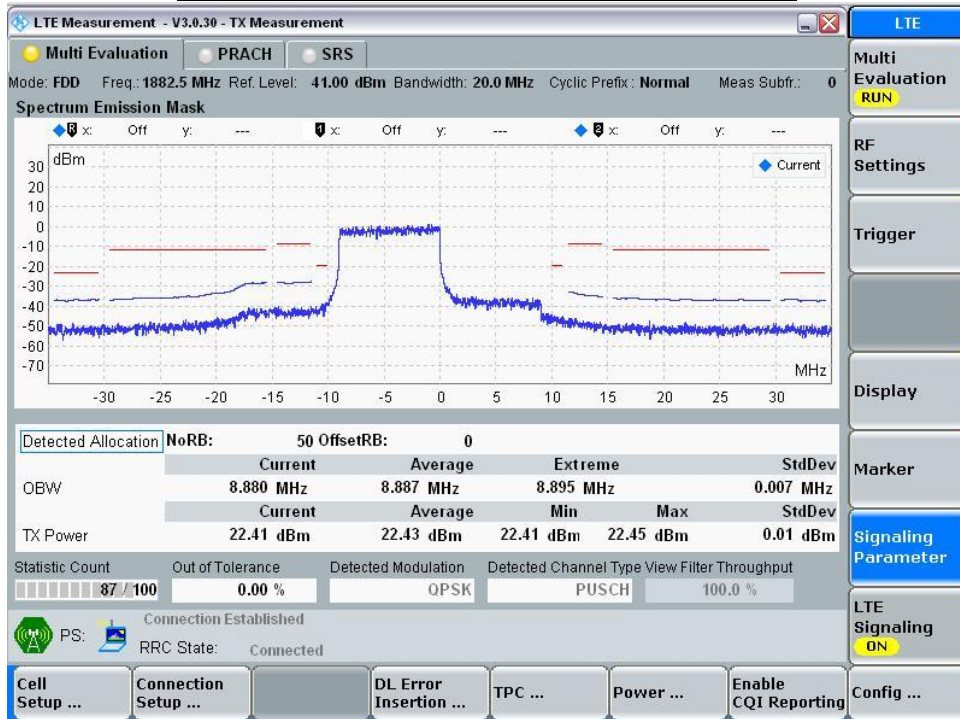 LTE Measurement - V3.0.30 - TX Measurement
LTE
Multi Evaluation PRACH SRS
Mode: FDD Freq.: 1882.5 MHz Ref. Level: 41.00 dBm Bandwidth: 20.0 MHz Cyclic Prefix: Normal Meas Subfr.: 0
Spectrum Emission Mask
R x: Off y: --- 1 x: Off y: --- 2 x: Off y: ---
dBm
Current
30
20
10
0
-10
-20
-30
-40
-50
-60
-70
MHz
-30 -25 -20 -15 -10 -5 0 5 10 15 20 25 30
Detected Allocation NoRB: 50 OffsetRB: 0
Current Average Extreme StdDev
OBW 8.880 MHz 8.887 MHz 8.895 MHz 0.007 MHz
Current Average Min Max StdDev
TX Power 22.41 dBm 22.43 dBm 22.41 dBm 22.45 dBm 0.01 dBm
Statistic Count Out of Tolerance Detected Modulation Detected Channel Type View Filter Throughput
87 / 100 0.00 % QPSK PUSCH 100.0 %
PS: Connection Established
RRC State: Connected
Multi
Evaluation
RUN
RF
Settings
Trigger
Display
Marker
Signaling
Parameter
LTE
Signaling
ON
Cell
Setup ...
Connection
Setup ...
DL Error
Insertion ...
TPC ...
Power ...
Enable
CQI Reporting
Config ...